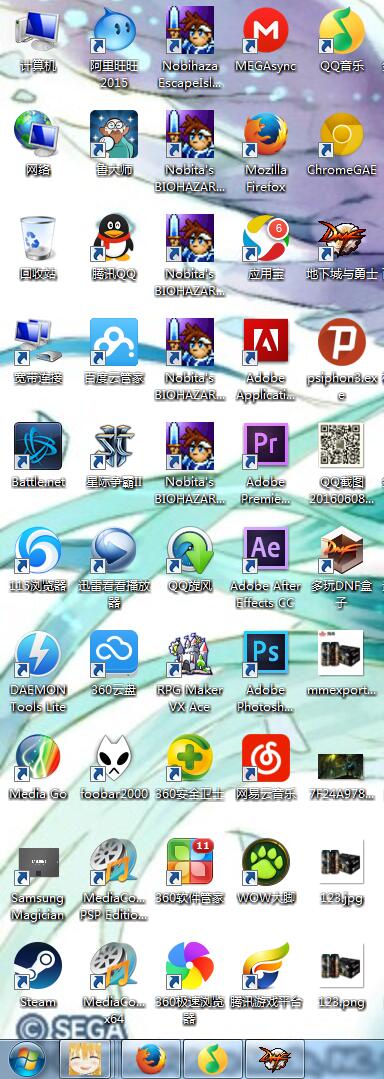 计算机
阿里旺旺
2015
Nobihaza
EscapeIsl...
MEGAsync
QQ音乐
网络
鲁大师
Nobita's
BIOHAZAR...
Mozilla
Firefox
ChromeGAE
回收站
腾讯QQ
Nobita's
BIOHAZAR...
6
应用宝
地下城与勇士
宽带连接
百度云管家
Nobita's
BIOHAZAR...
Adobe
Applicati...
psiphon3.ex
e
Battle.net
星际争霸II
Nobita's
BIOHAZAR...
Pr
Adobe
Premie...
QQ截图
20160608...
115浏览器
迅雷看看播放
器
QQ旋风
Ae
Adobe After
Effects CC
DNF
多玩DNF盒
子
DAEMON
Tools Lite
360云盘
RPG Maker
VX Ace
Ps
Adobe
Photosh...
mmexport...
Media Go
foobar2000
360安全卫士
网易云音乐
7F24A978...
Samsung
Magician
MediaCo...
PSP Editio...
11
360软件管家
WOW大脚
123.jpg
Steam
MediaCo...
x64
360极速浏览
器
腾讯游戏平台
123.png
© SEGA